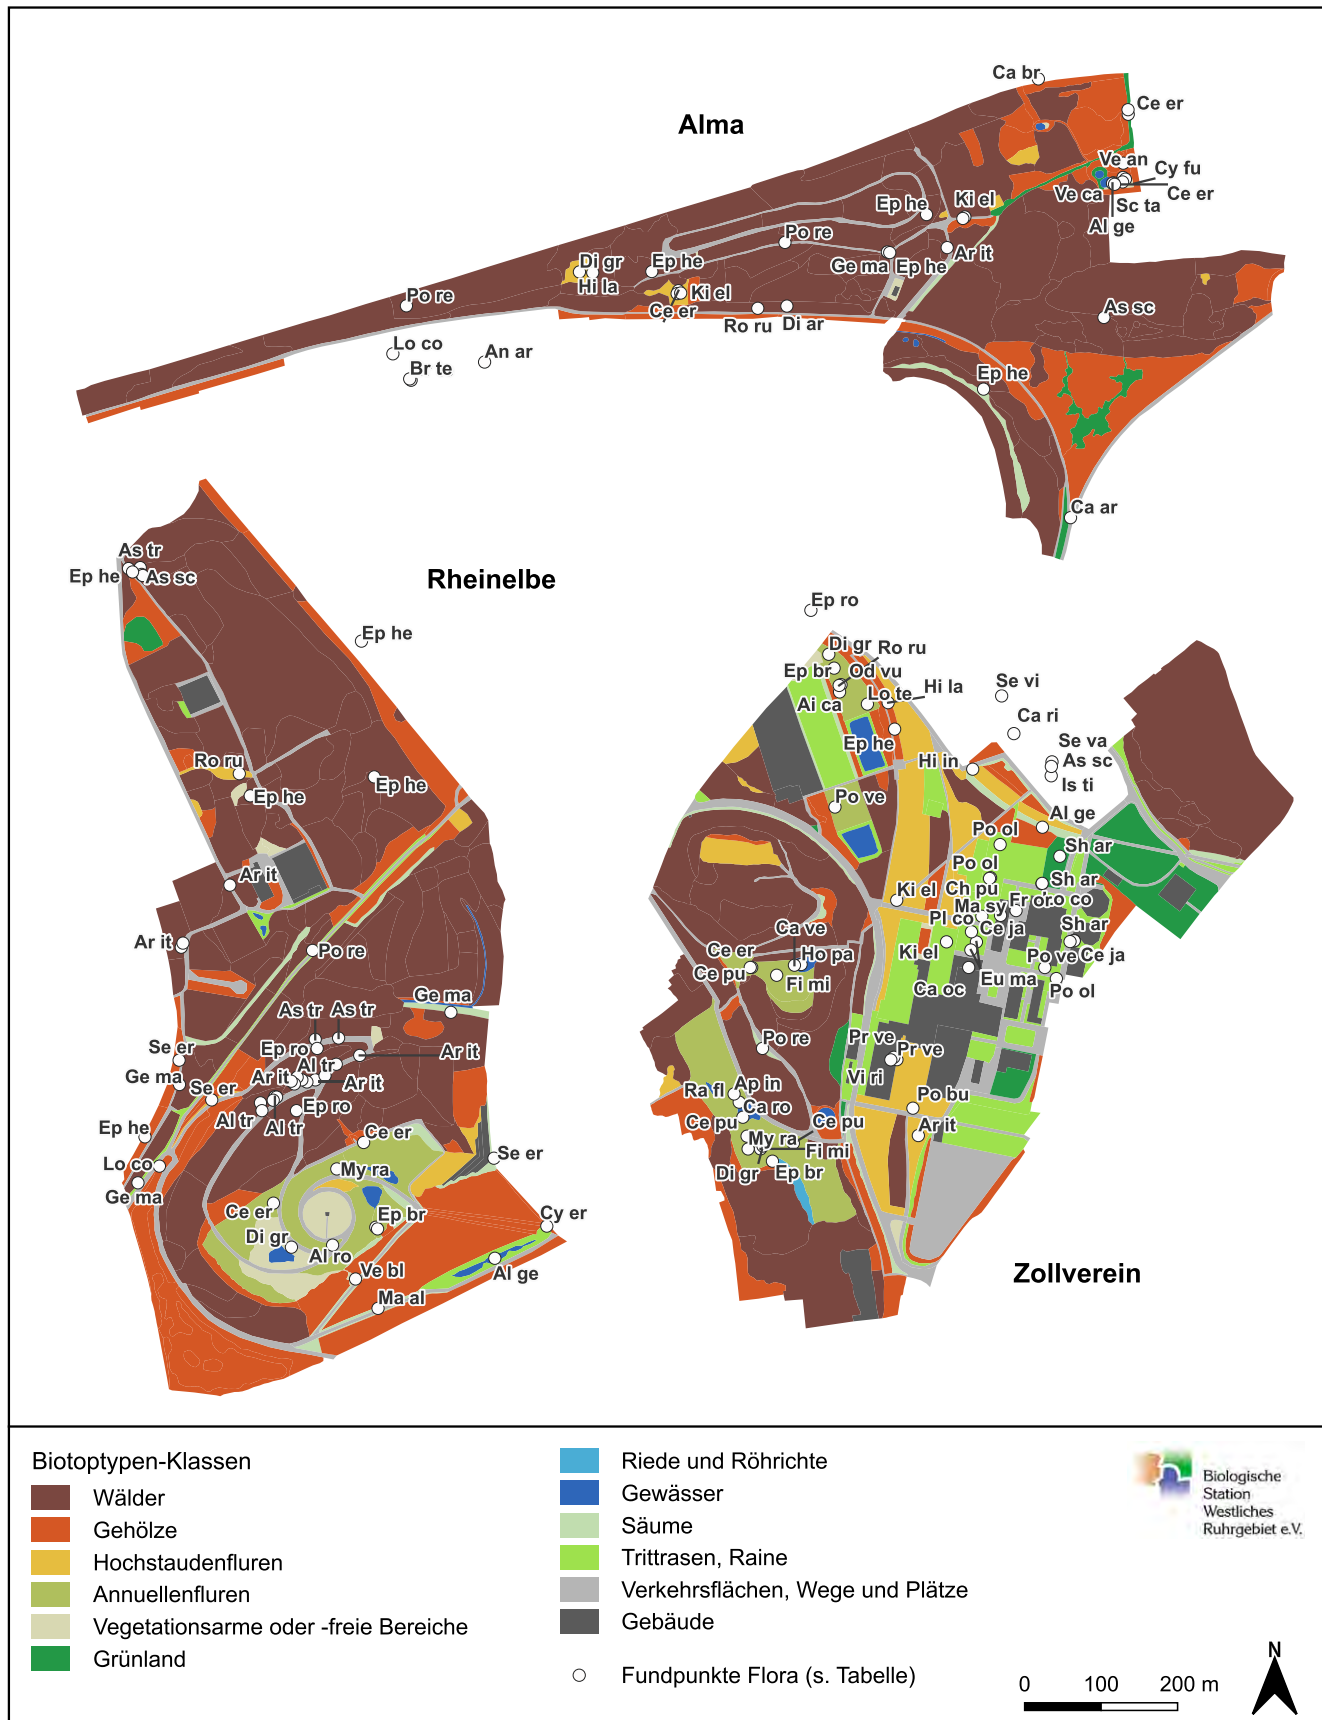 Alma
Ca br
Ce er
Ve an
Cy fu
Ve ca
Ce er
Sc ta
Al ge
Ep he
Ki el
Po re
Ar it
Ge ma
Ep he
Di gr
Hi la
Ep he
Ki el
Ce er
Po re
Ro ru
Di ar
As sc
Lo co
An ar
Br te
Ep he
Ca ar
Rheinelbe
As tr
Ep he
As sc
Ep he
Ro ru
Ep he
Ep he
Ar it
Ar it
Po re
Ge ma
As tr
As tr
Se er
Ep ro
Ar it
Al tr
Ge ma
Ar it
Ar it
Se er
Ep ro
Al tr
Al tr
Ep he
Ce er
Lo co
Se er
My ra
Ge ma
Ce er
Ep br
Cy er
Di gr
Al ro
Ve bl
Al ge
Ma al
Zollverein
Ep ro
Di gr
Ro ru
Ep br
Od vu
Se vi
Hi la
Lo te
Ai ca
Ca ri
Ep he
Se va
Hi in
As sc
Is ti
Po ve
Al ge
Po ol
Sh ar
Po ol
Sh ar
Ki el
Ch pu
Ma sy
Fr or
ro co
Pl co
Ce ja
Sh ar
Ca ve
Ce er
Ho pa
Ki el
Po ve
Ce ja
Ce pu
Fi mi
Ca oc
Eu ma
Po ol
Po re
Pr ve
Pr ve
Vi ri
Ra fl
Ap in
Ca ro
Po bu
Ce pu
Ce pu
Ar it
My ra
Fi mi
Di gr
Ep br
Biotoptypen-Klassen
Wälder
Gehölze
Hochstaudenfluren
Annuellenfluren
Vegetationsarme oder -freie Bereiche
Grünland
Riede und Röhrichte
Gewässer
Säume
Trittrasen, Raine
Verkehrsflächen, Wege und Plätze
Gebäude
Fundpunkte Flora (s. Tabelle)
Biologische
Station
Westliches
Ruhrgebiet e.V.
0 100 200 m
N